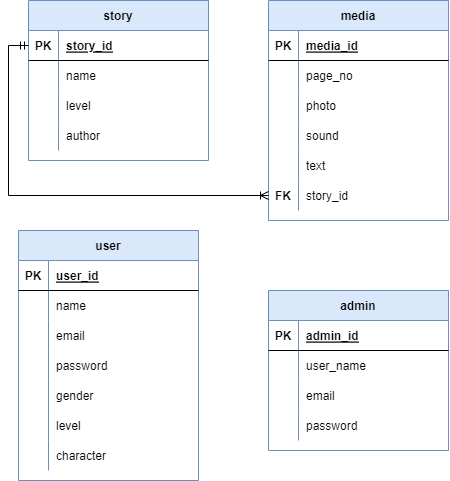 story
PK story_id
name
level
author
media
PK media_id
page_no
photo
sound
text
FK story_id
user
PK user_id
name
email
password
gender
level
character
admin
PK admin_id
user_name
email
password